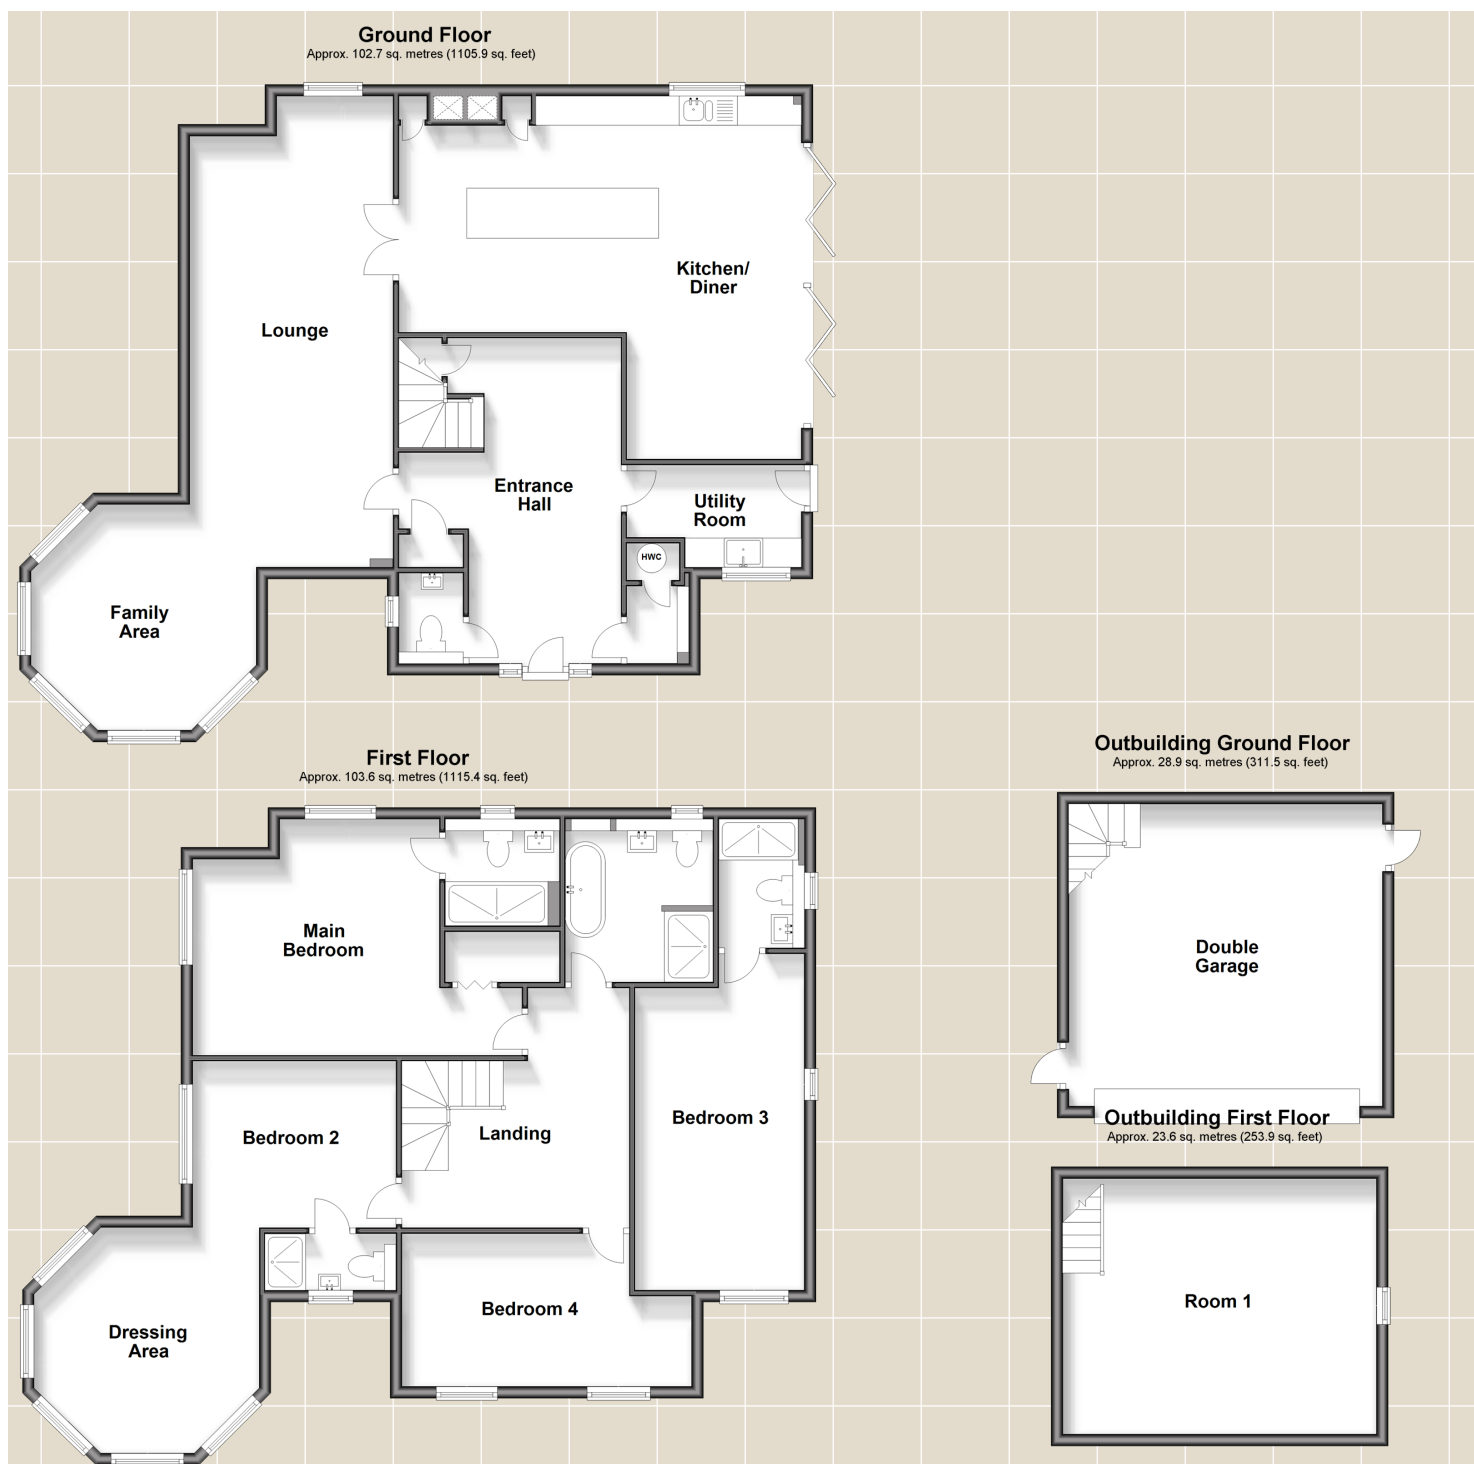 Ground Floor
Approx. 102.7 sq. metres (1105.9 sq. feet)
Kitchen/
Diner
Lounge
Entrance
Hall
Utility
Room
HWC
Family
Area
First Floor
Approx. 103.6 sq. metres (1115.4 sq. feet)
Main
Bedroom
Bedroom 3
Landing
Bedroom 2
Bedroom 4
Dressing
Area
Outbuilding Ground Floor
Approx. 28.9 sq. metres (311.5 sq. feet)
Double
Garage
Outbuilding First Floor
Approx. 23.6 sq. metres (253.9 sq. feet)
Room 1